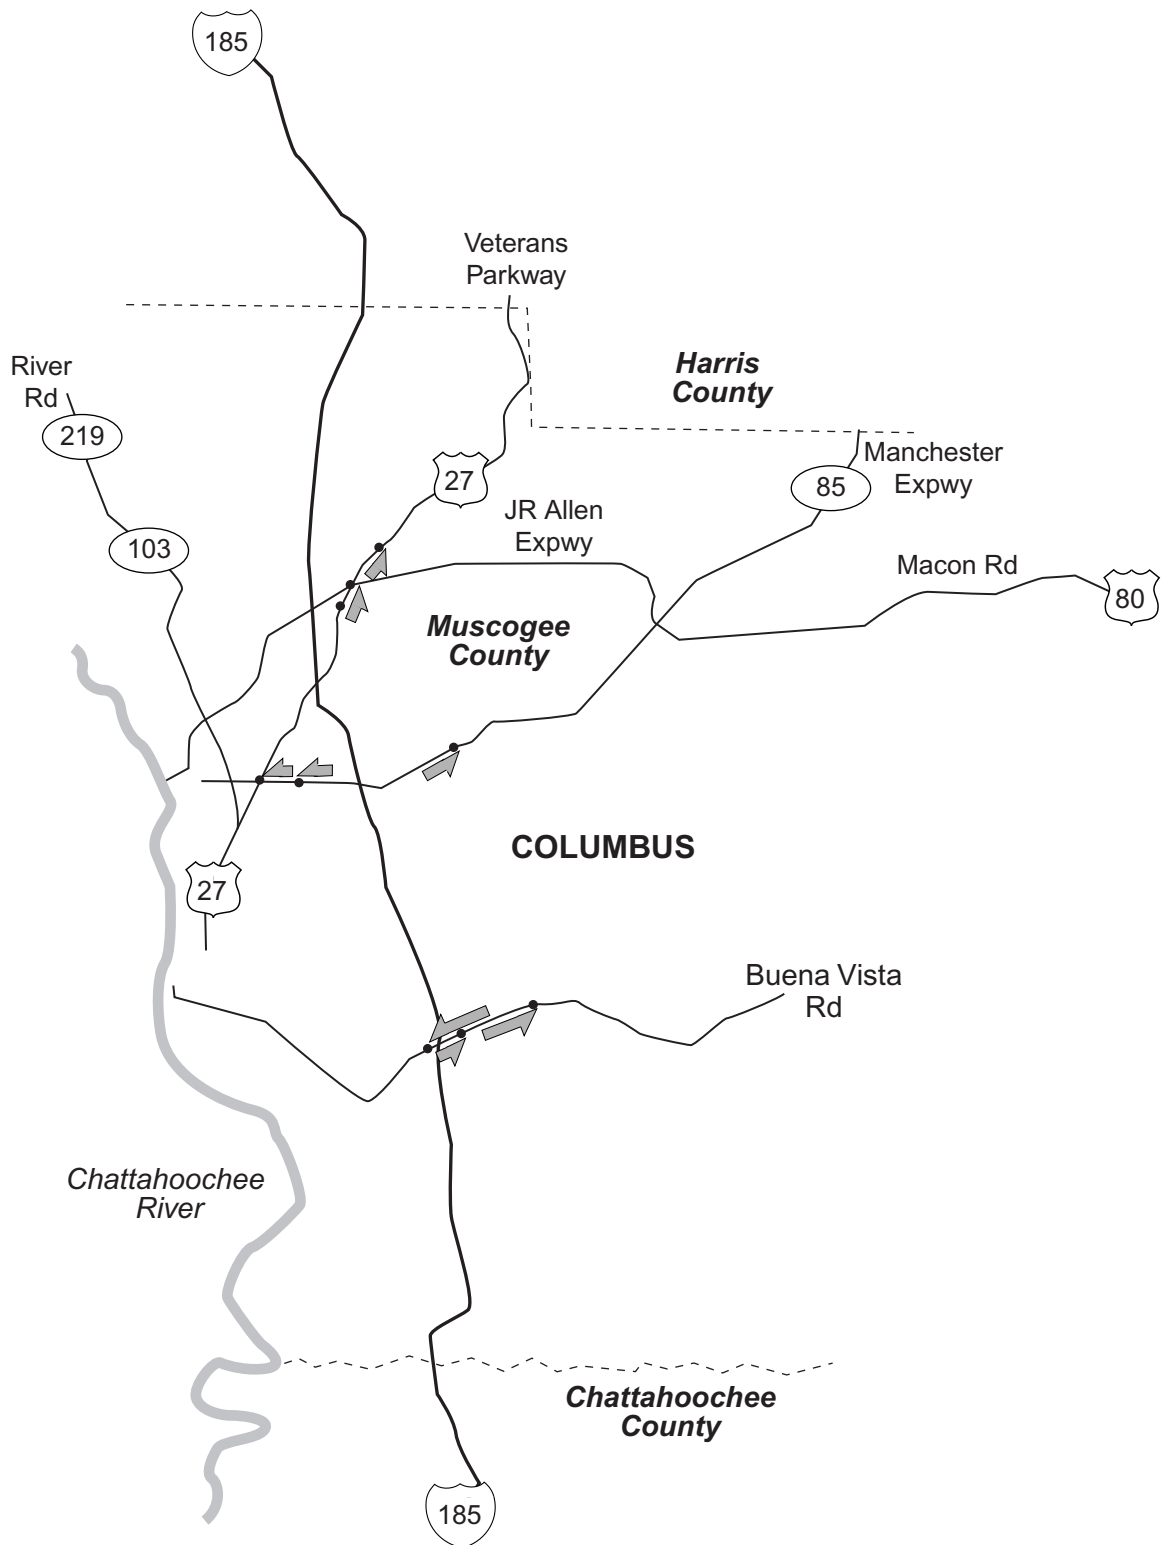 185
Veterans
Parkway
River
Rd
Harris
County
219
Manchester
Expwy
27
85
JR Allen
Expwy
103
Macon Rd
80
Muscogee
County
COLUMBUS
27
Buena Vista
Rd
Chattahoochee
River
Chattahoochee
County
185